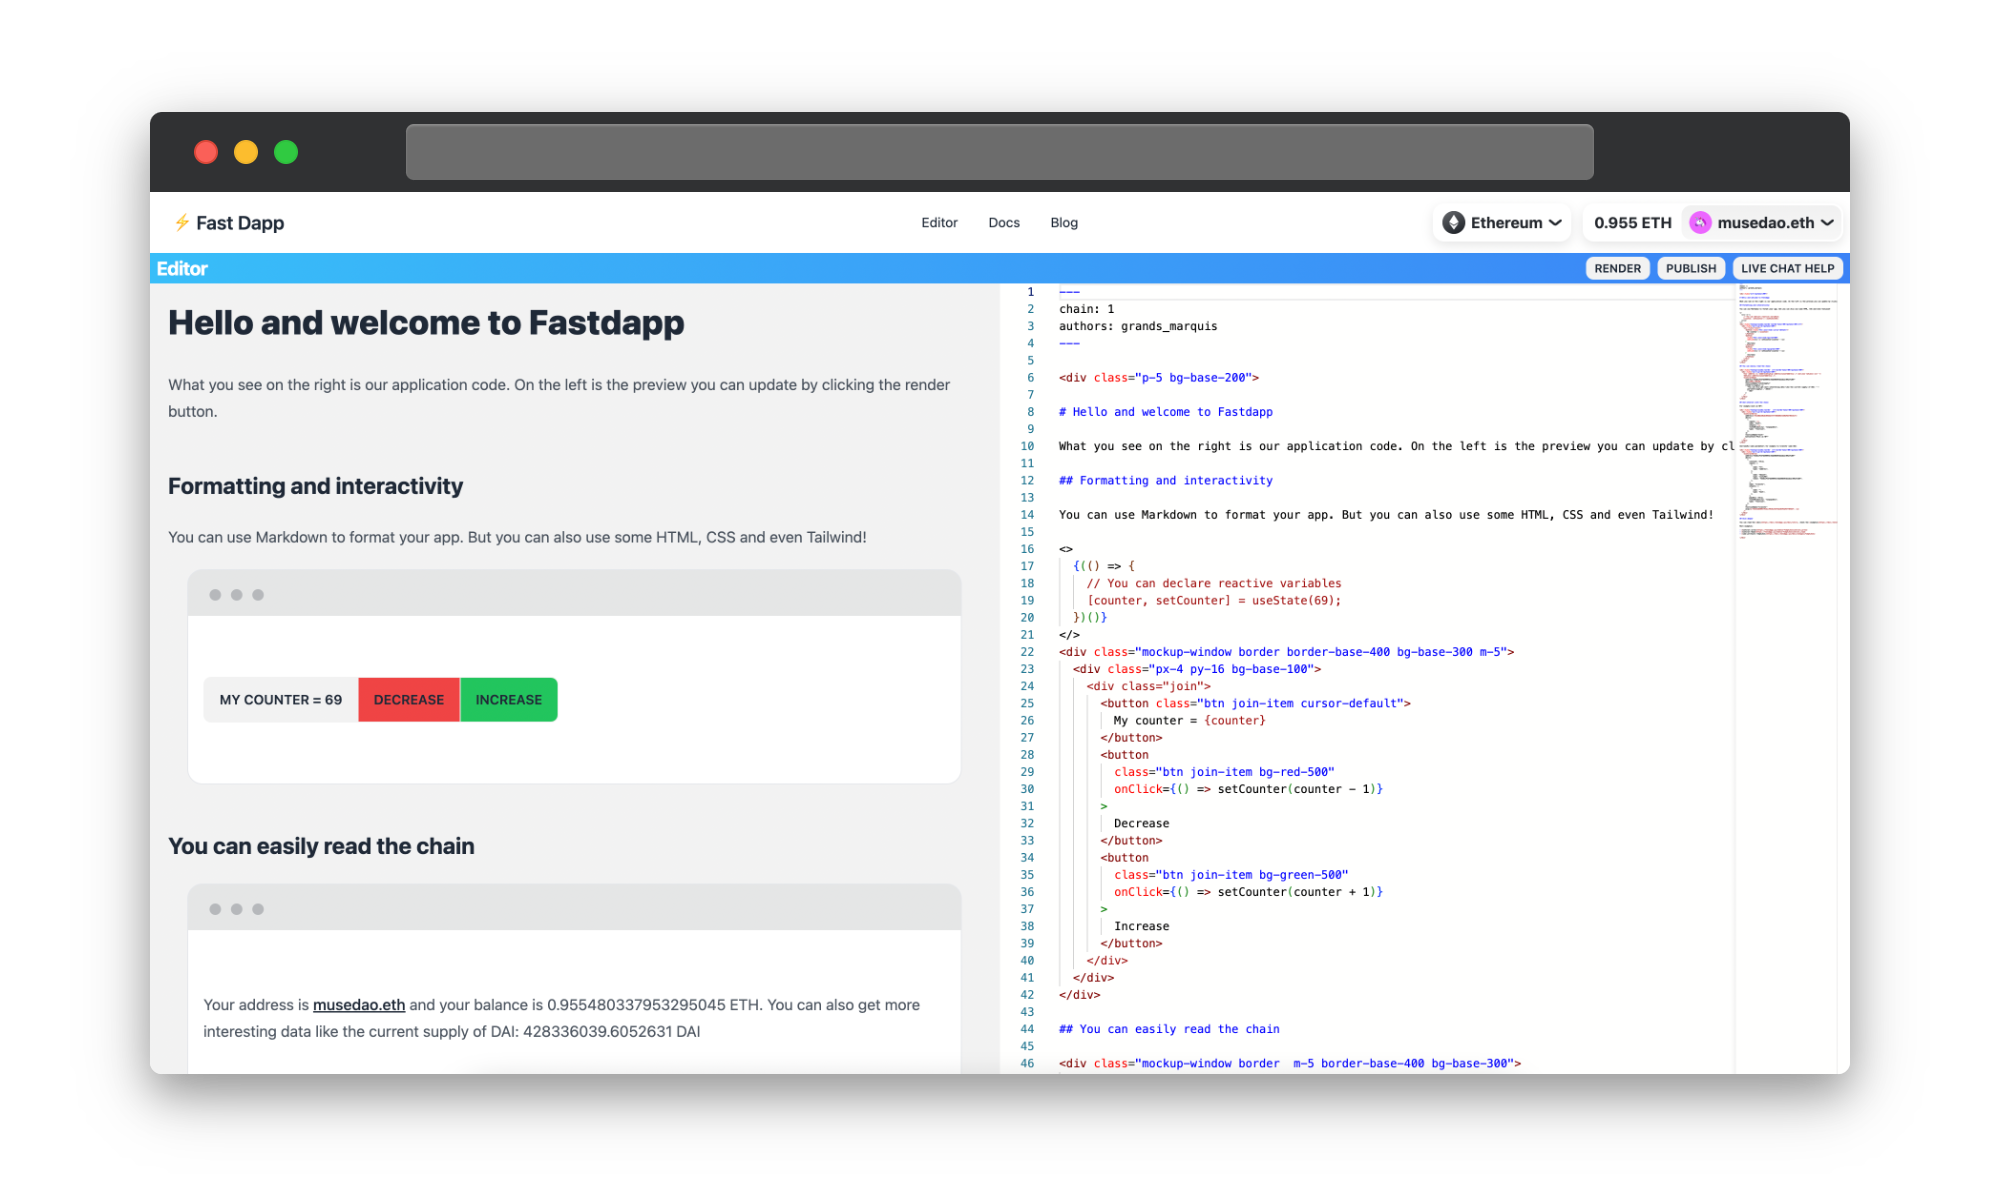 ⚡ Fast Dapp
Editor Docs Blog
Ethereum
0.955 ETH musedao.eth
Editor
RENDER PUBLISH LIVE CHAT HELP
Hello and welcome to Fastdapp
What you see on the right is our application code. On the left is the preview you can update by clicking the render
button.
Formatting and interactivity
You can use Markdown to format your app. But you can also use some HTML, CSS and even Tailwind!
MY COUNTER = 69 DECREASE INCREASE
You can easily read the chain
Your address is musedao.eth and your balance is 0.955480337953295045 ETH. You can also get more
interesting data like the current supply of DAI: 428336039.6052631 DAI
1 ---
2 chain: 1
3 authors: grands_marquis
4 ---
5
6 <div class="p-5 bg-base-200">
7
8 # Hello and welcome to Fastdapp
9
10 What you see on the right is our application code. On the left is the preview you can update by cl
11
12 ## Formatting and interactivity
13
14 You can use Markdown to format your app. But you can also use some HTML, CSS and even Tailwind!
15
16 <>
17 {(() => {
18 // You can declare reactive variables
19 [counter, setCounter] = useState(69);
20 })()}
21 </>
22 <div class="mockup-window border border-base-400 bg-base-300 m-5">
23 <div class="px-4 py-16 bg-base-100">
24 <div class="join">
25 <button class="btn join-item cursor-default">
26 My counter = {counter}
27 </button>
28 <button
29 class="btn join-item bg-red-500"
30 onClick={() => setCounter(counter - 1)}
31 >
32 Decrease
33 </button>
34 <button
35 class="btn join-item bg-green-500"
36 onClick={() => setCounter(counter + 1)}
37 >
38 Increase
39 </button>
40 </div>
41 </div>
42 </div>
43
44 ## You can easily read the chain
45
46 <div class="mockup-window border  m-5 border-base-400 bg-base-300">